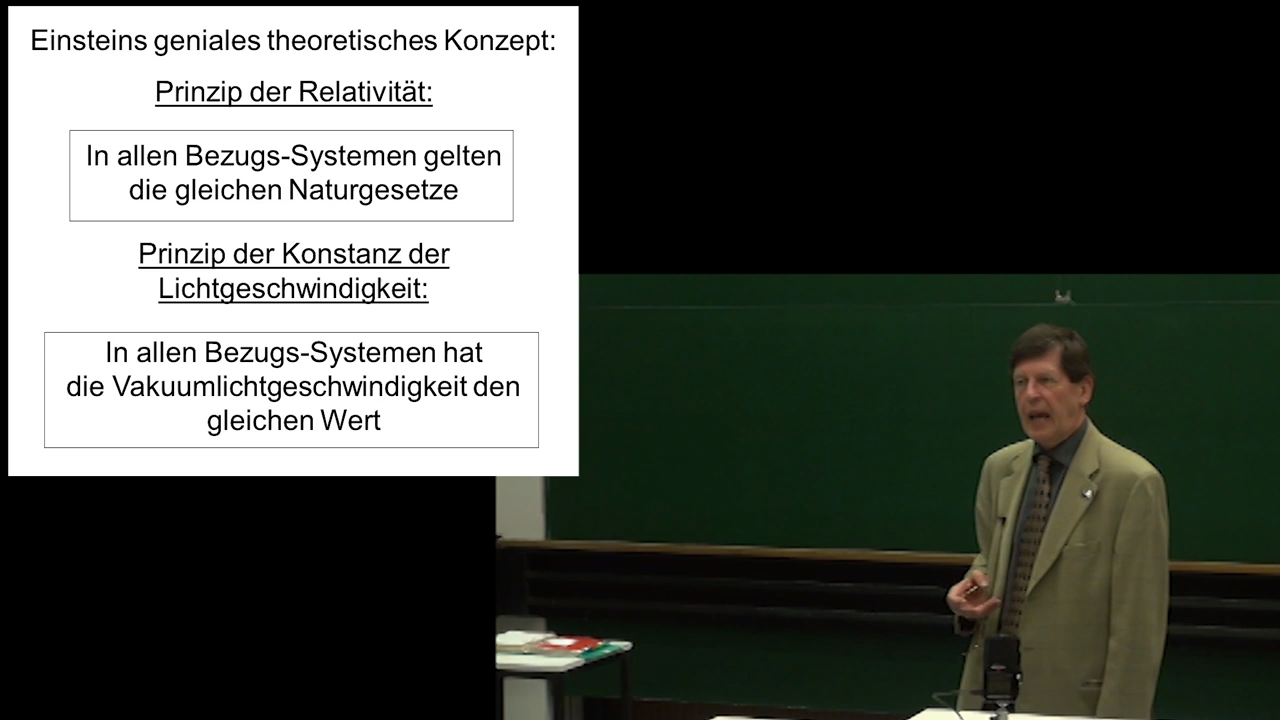 Einsteins geniales theoretisches Konzept:
Prinzip der Relativität:
In allen Bezugs-Systemen gelten
die gleichen Naturgesetze
Prinzip der Konstanz der
Lichtgeschwindigkeit:
In allen Bezugs-Systemen hat
die Vakuumlichtgeschwindigkeit den
gleichen Wert